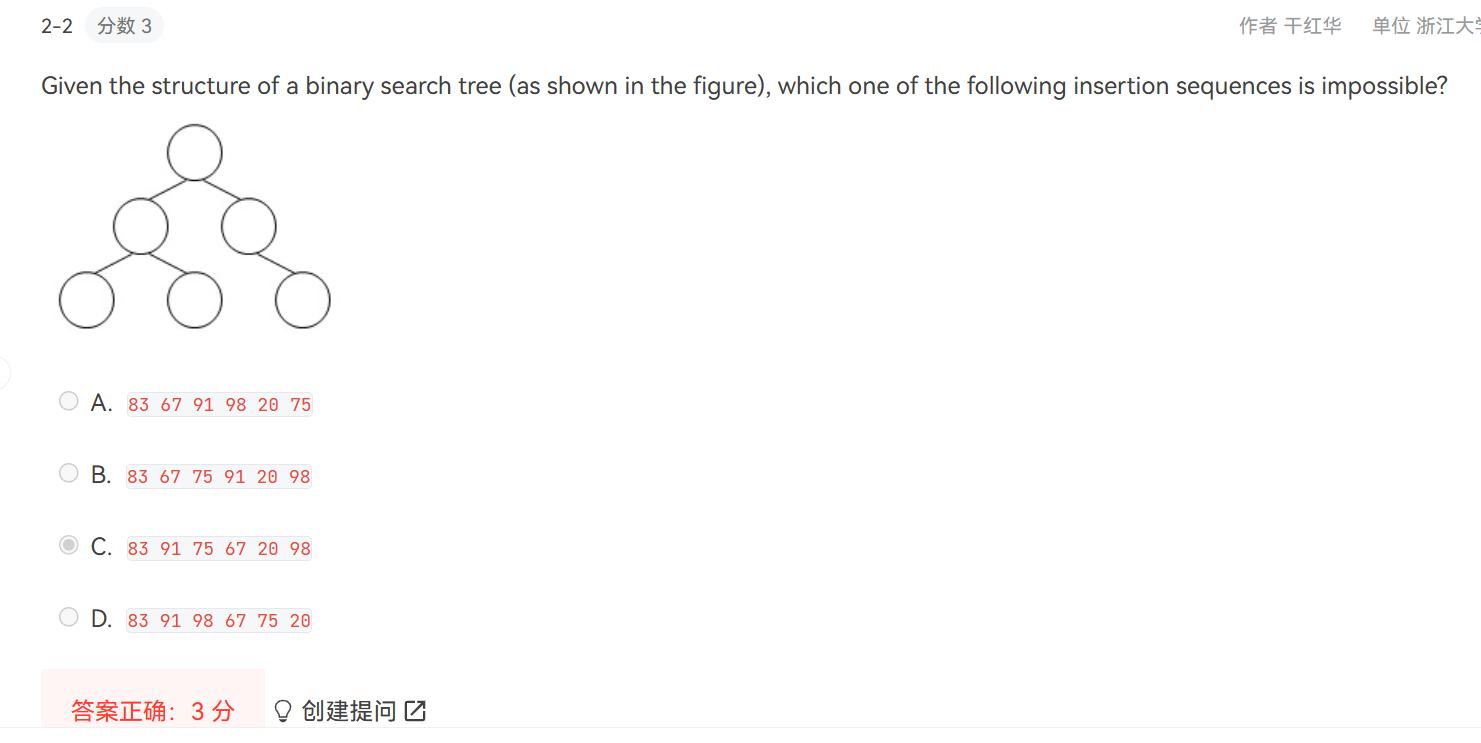 2-2 分数 3 作者 干红华 单位 浙江大学
Given the structure of a binary search tree (as shown in the figure), which one of the following insertion sequences is impossible?
A. 83 67 91 98 20 75
B. 83 67 75 91 20 98
C. 83 91 75 67 20 98
D. 83 91 98 67 75 20
答案正确：3 分 创建提问